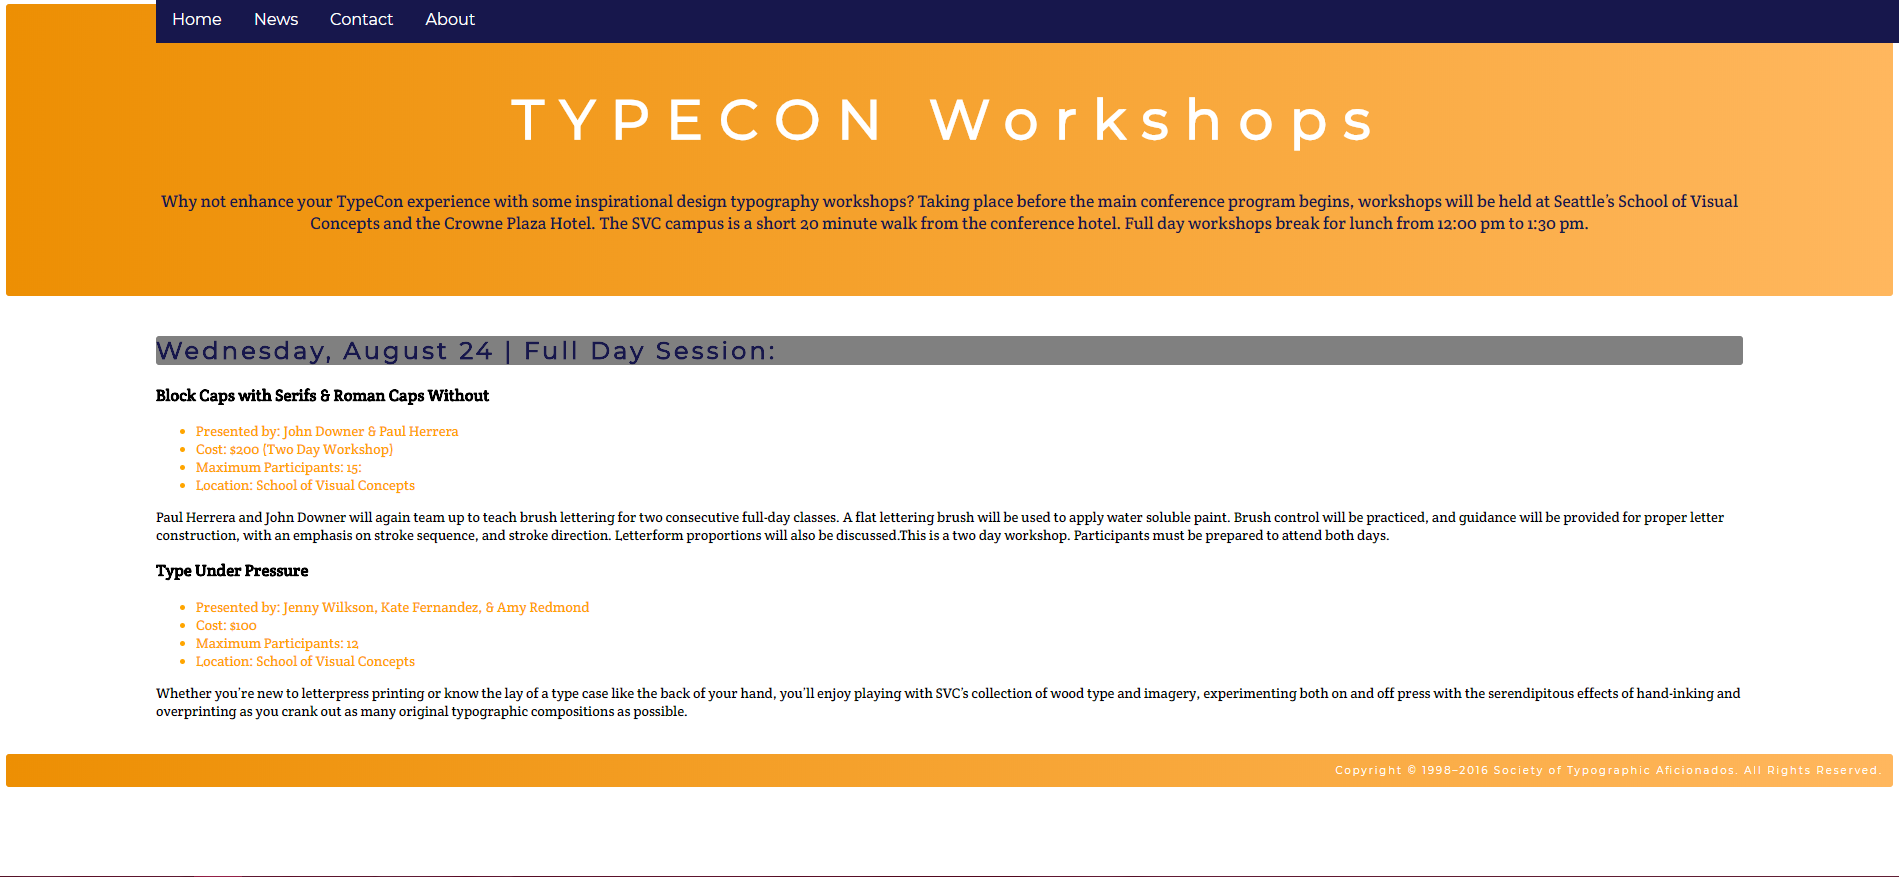 Home News Contact About
TYPECON Workshops
Why not enhance your TypeCon experience with some inspirational design typography workshops? Taking place before the main conference program begins, workshops will be held at Seattle's School of Visual
Concepts and the Crowne Plaza Hotel. The SVC campus is a short 20 minute walk from the conference hotel. Full day workshops break for lunch from 12:00 pm to 1:30 pm.
Wednesday, August 24 | Full Day Session:
Block Caps with Serifs & Roman Caps Without
• Presented by: John Downer & Paul Herrera
• Cost: $200 (Two Day Workshop)
• Maximum Participants: 15:
• Location: School of Visual Concepts
Paul Herrera and John Downer will again team up to teach brush lettering for two consecutive full-day classes. A flat lettering brush will be used to apply water soluble paint. Brush control will be practiced, and guidance will be provided for proper letter
construction, with an emphasis on stroke sequence, and stroke direction. Letterform proportions will also be discussed.This is a two day workshop. Participants must be prepared to attend both days.
Type Under Pressure
• Presented by: Jenny Wilkson, Kate Fernandez, & Amy Redmond
• Cost: $100
• Maximum Participants: 12
• Location: School of Visual Concepts
Whether you're new to letterpress printing or know the lay of a type case like the back of your hand, you'll enjoy playing with SVC's collection of wood type and imagery, experimenting both on and off press with the serendipitous effects of hand-inking and
overprinting as you crank out as many original typographic compositions as possible.
Copyright © 1998–2016 Society of Typographic Aficionados. All Rights Reserved.